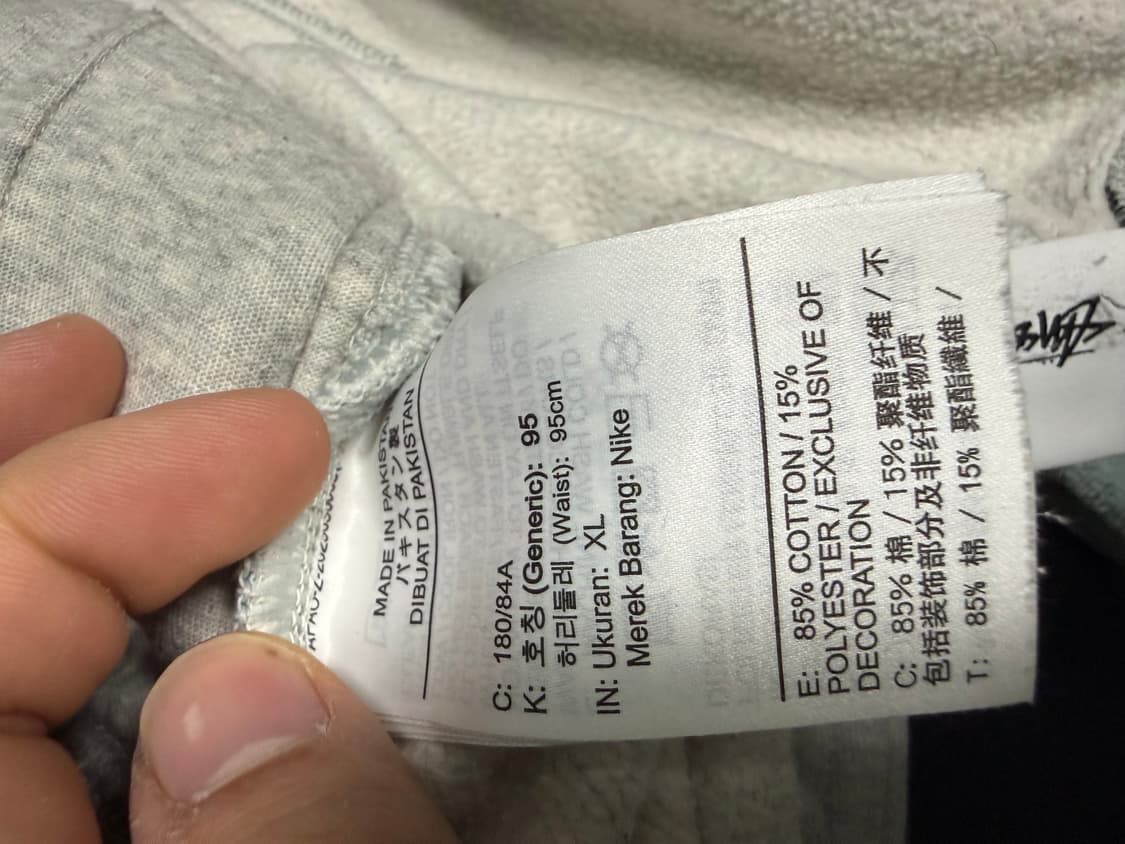 MADE IN PAKISTAN
パキスタン製
DIBUAT DI PAKISTAN
C: 180/84A
K: 호칭 (Generic): 95
허리둘레 (Waist): 95cm
IN: Ukuran: XL
Merek Barang: Nike
E: 85% COTTON / 15%
POLYESTER / EXCLUSIVE OF
DECORATION
C: 85% 棉 / 15% 聚酯纤维 / 不
包括装饰部分及非纤维物质
T: 85% 棉 / 15% 聚酯纖維 /